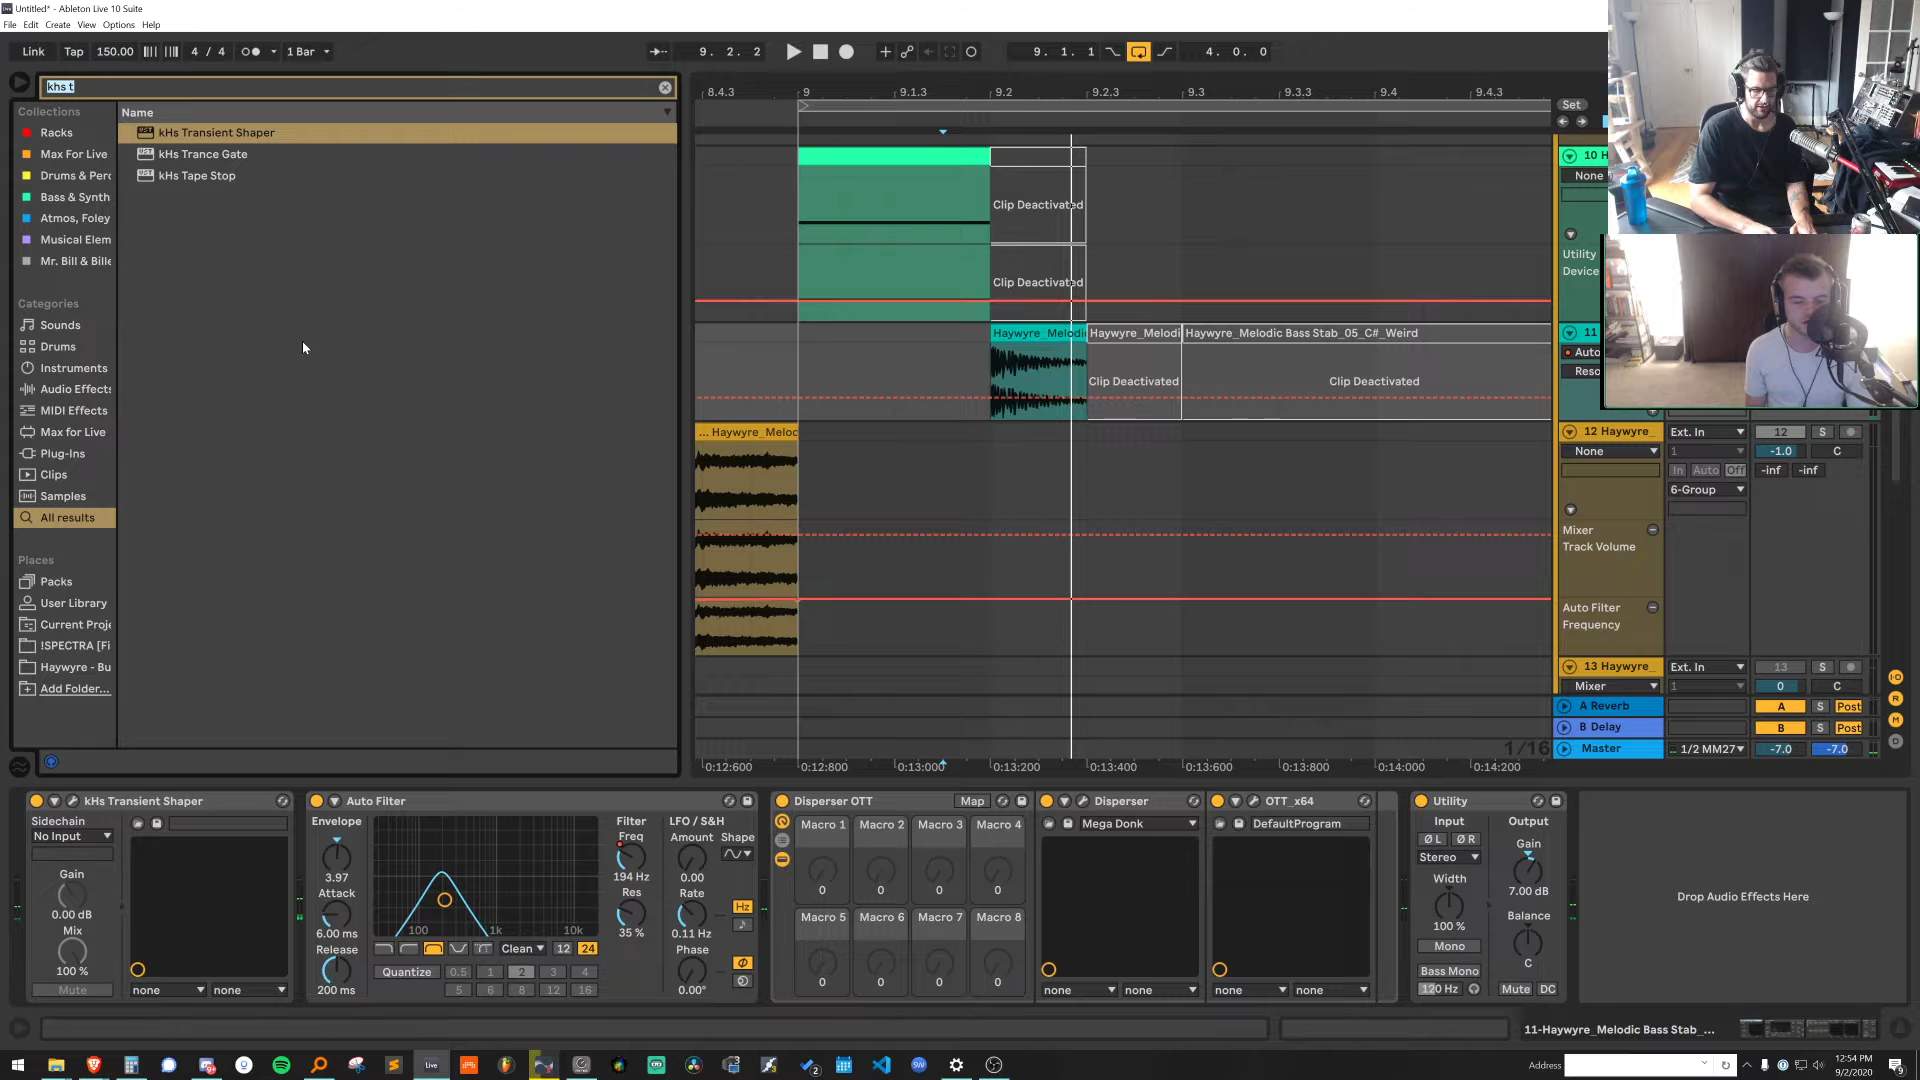 Untitled* - Ableton Live 10 Suite
File Edit Create View Options Help
Link Tap 150.00 4 / 4 1 Bar 9. 2. 2 9. 1. 1 4. 0. 0
khs t
Collections
Racks
Max For Live
Drums & Perc
Bass & Synth
Atmos, Foley
Musical Elem
Mr. Bill & Bille
Categories
Sounds
Drums
Instruments
Audio Effects
MIDI Effects
Max for Live
Plug-Ins
Clips
Samples
All results
Places
Packs
User Library
Current Proje
!SPECTRA [Fi
Haywyre - Bu
Add Folder...
Name
kHs Transient Shaper
kHs Trance Gate
kHs Tape Stop
8.4.3 9 9.1.3 9.2 9.2.3 9.3 9.3.3 9.4 9.4.3
Set
Clip Deactivated
Clip Deactivated
Haywyre_Melodi Haywyre_Melodi Haywyre_Melodic Bass Stab_05_C#_Weird
Clip Deactivated Clip Deactivated
... Haywyre_Meloc
1/16
0:12:600 0:12:800 0:13:000 0:13:200 0:13:400 0:13:600 0:13:800 0:14:000 0:14:200
10 H
None
Utility
Device
11
Auto
Reso
12 Haywyre_ Ext. In 12 S
None 1 -1.0 C
In Auto Off -inf -inf
6-Group
Mixer
Track Volume
Auto Filter
Frequency
13 Haywyre_ Ext. In 13 S
Mixer 1 0 C
A Reverb A S Post
B Delay B S Post
Master 1/2 MM27 -7.0 -7.0
kHs Transient Shaper
Sidechain
No Input
Gain
0.00 dB
Mix
100 %
Mute
none none
Auto Filter
Envelope
3.97
Attack
6.00 ms
Release
200 ms
100 1k 10k
Clean 12 24
Quantize 0.5 1 2 3 4
5 6 8 12 16
Filter
Freq
194 Hz
Res
35 %
LFO / S&H
Amount Shape
0.00
Rate
Hz
0.11 Hz
Phase
0.00°
Disperser OTT Map
Macro 1 Macro 2 Macro 3 Macro 4
0 0 0 0
Macro 5 Macro 6 Macro 7 Macro 8
0 0 0 0
Disperser
Mega Donk
none none
OTT_x64
DefaultProgram
none none
Utility
Input
Ø L Ø R
Stereo
Width
100 %
Mono
Bass Mono
120 Hz
Output
Gain
7.00 dB
Balance
C
Mute DC
Drop Audio Effects Here
11-Haywyre_Melodic Bass Stab_...
Live
Address
12:54 PM
9/2/2020